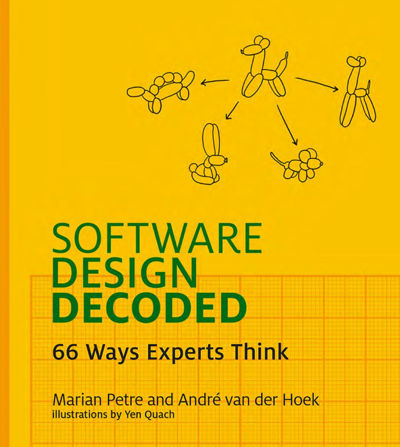 SOFTWARE
DESIGN
DECODED
66 Ways Experts Think
Marian Petre and André van der Hoek
illustrations by Yen Quach